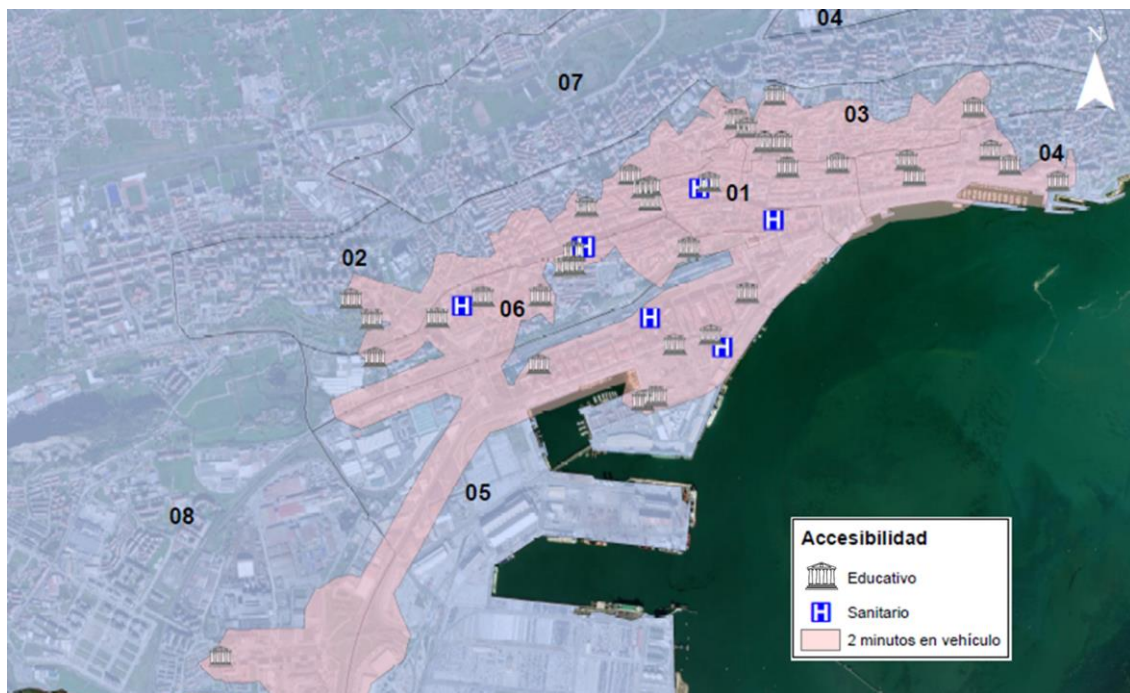 04
N
07
03
04
01
02
06
05
08
Accesibilidad
H Educativo
H Sanitario
2 minutos en vehículo